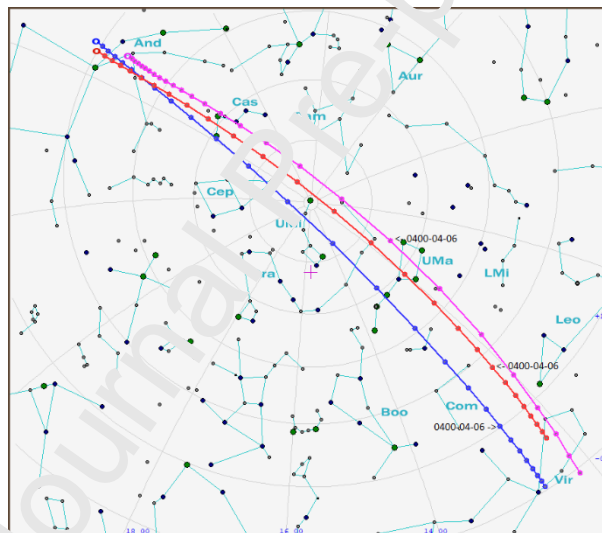 And
Aur
Cas
Cep
<- 0400-04-06
UMa
LMi
Leo
<- 0400-04-06
Boo
Com
0400-04-06 ->
Vir
18 00
16 00
14 00